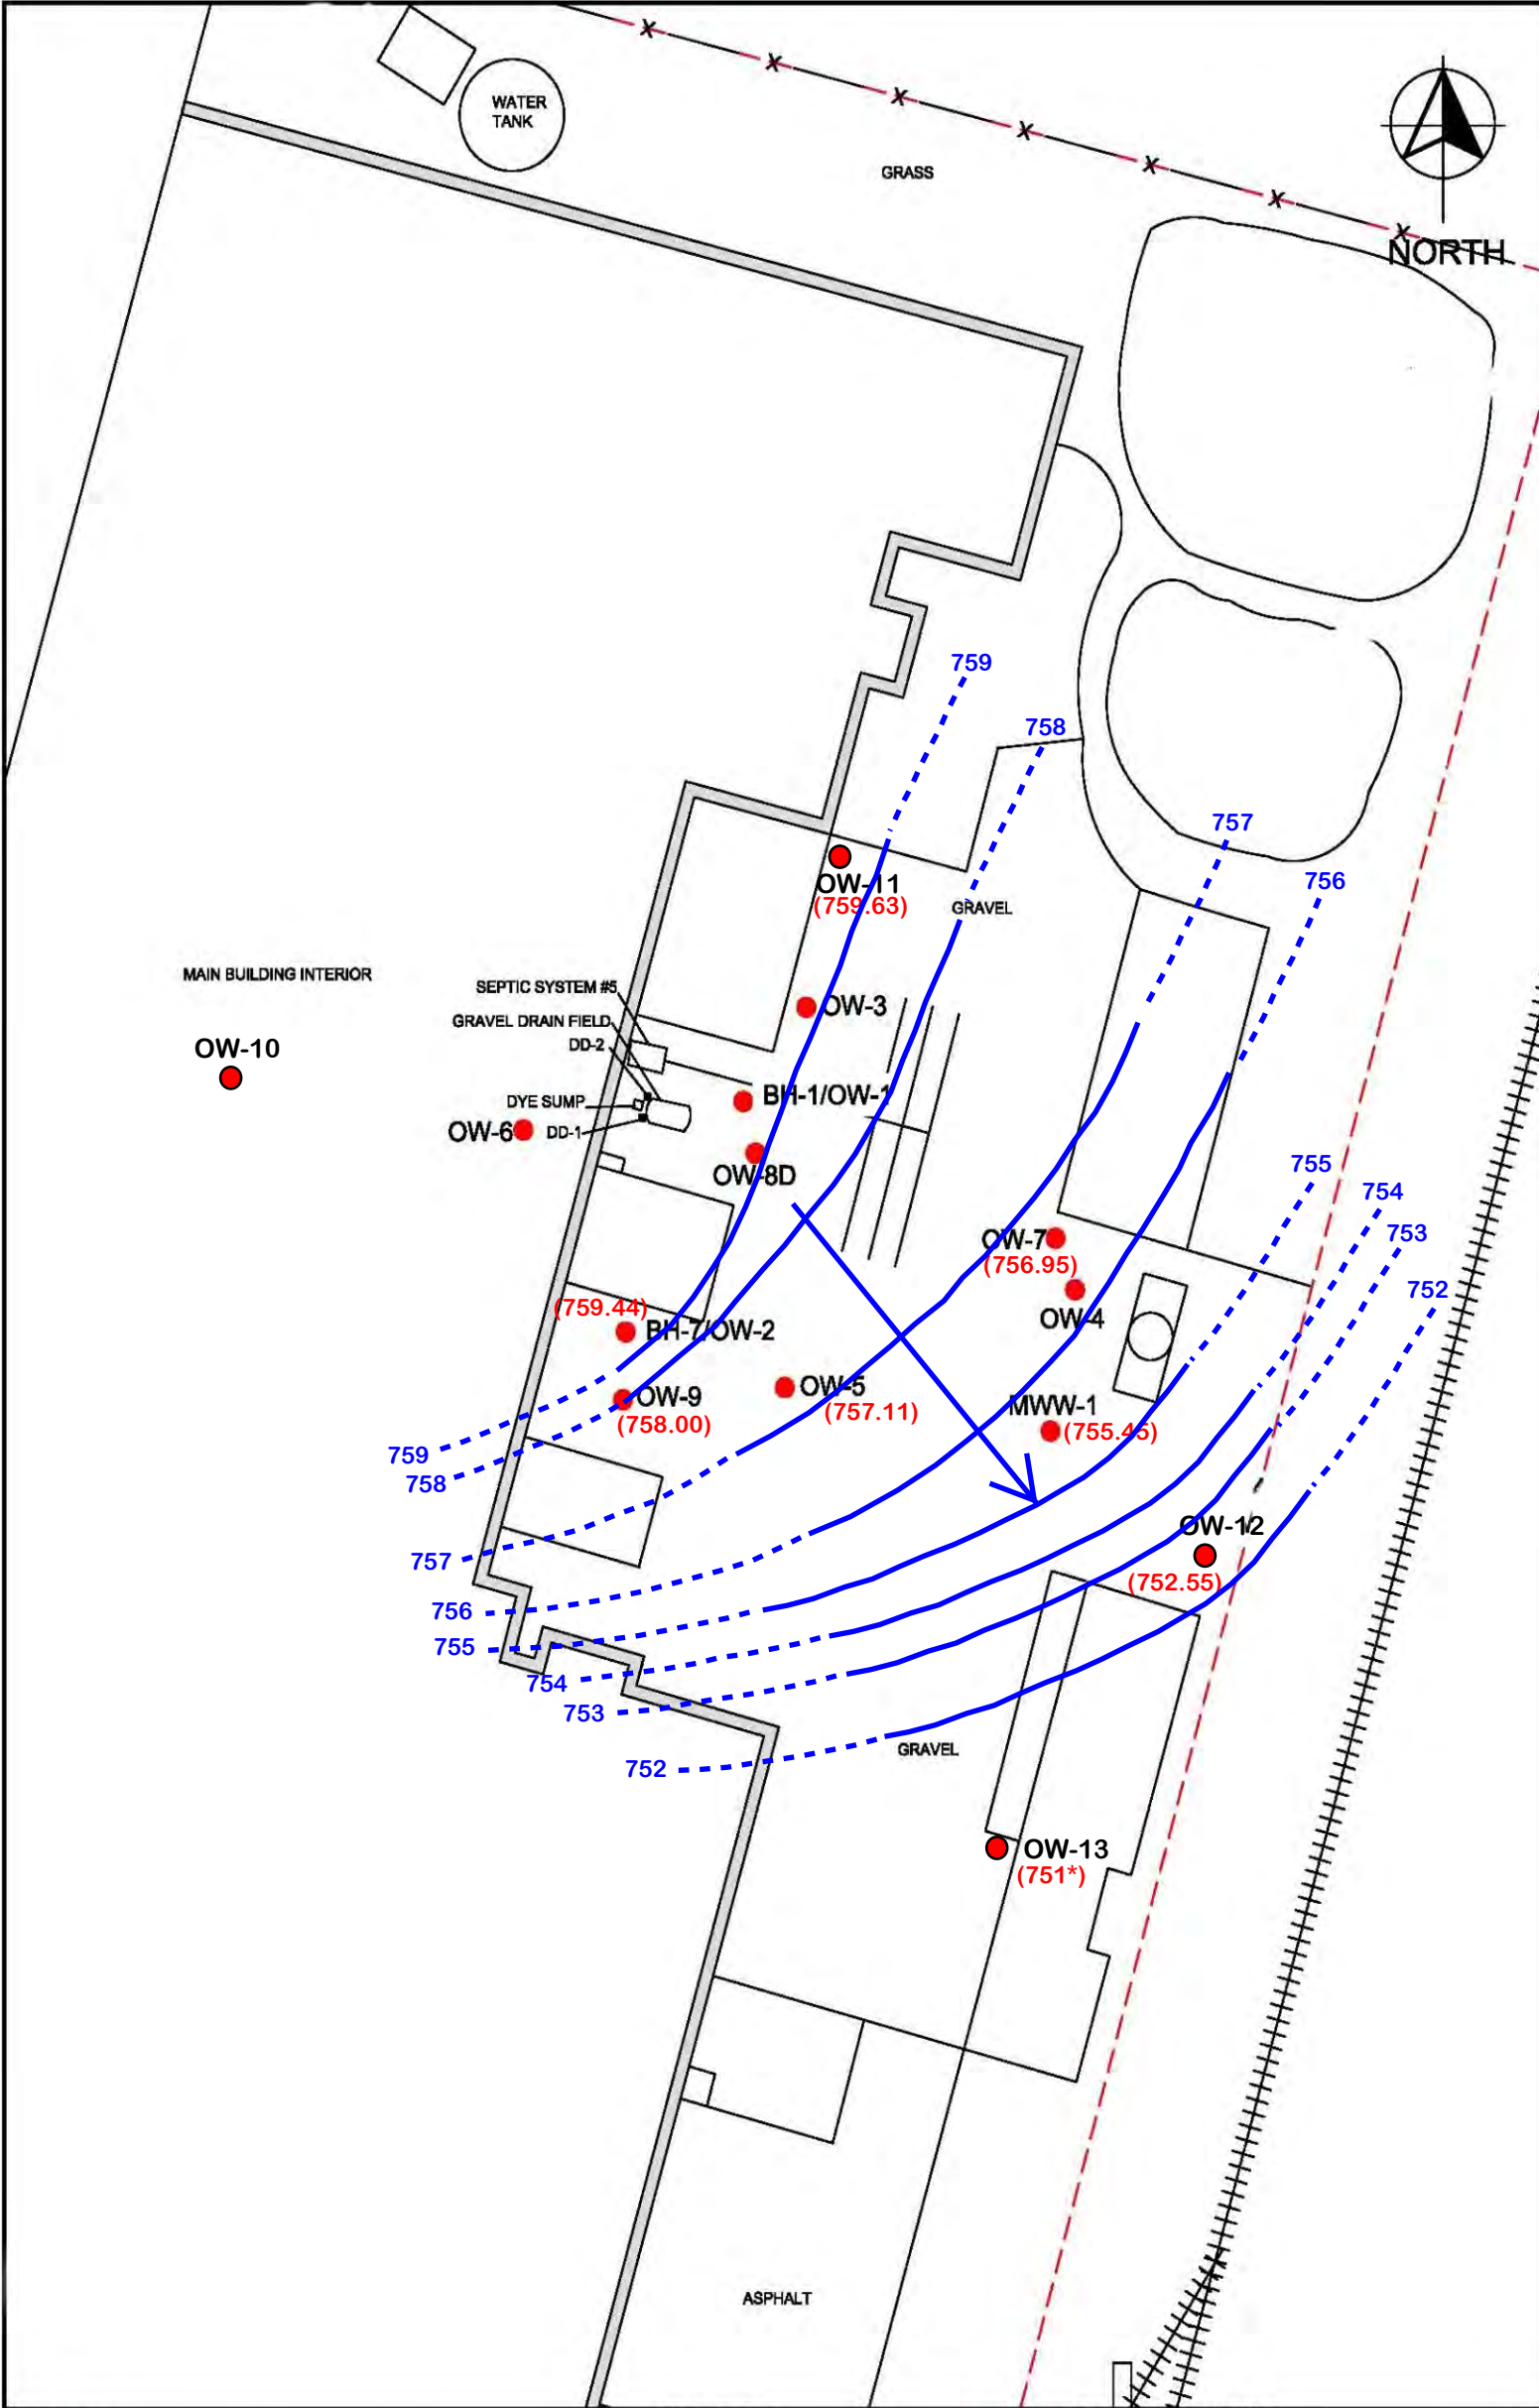 WATER
TANK
GRASS
NORTH
759
758
757
756
OW-11
(759.63)
GRAVEL
MAIN BUILDING INTERIOR
SEPTIC SYSTEM #5
OW-3
GRAVEL DRAIN FIELD
DD-2
OW-10
DYE SUMP
BH-1/OW-1
OW-6
DD-1
OW-8D
755
754
753
752
OW-7
(756.95)
OW-4
(759.44)
BH-7/OW-2
OW-5
(757.11)
OW-9
(758.00)
MWW-1
(755.45)
759
758
757
756
755
754
753
752
OW-12
(752.55)
GRAVEL
OW-13
(751*)
ASPHALT